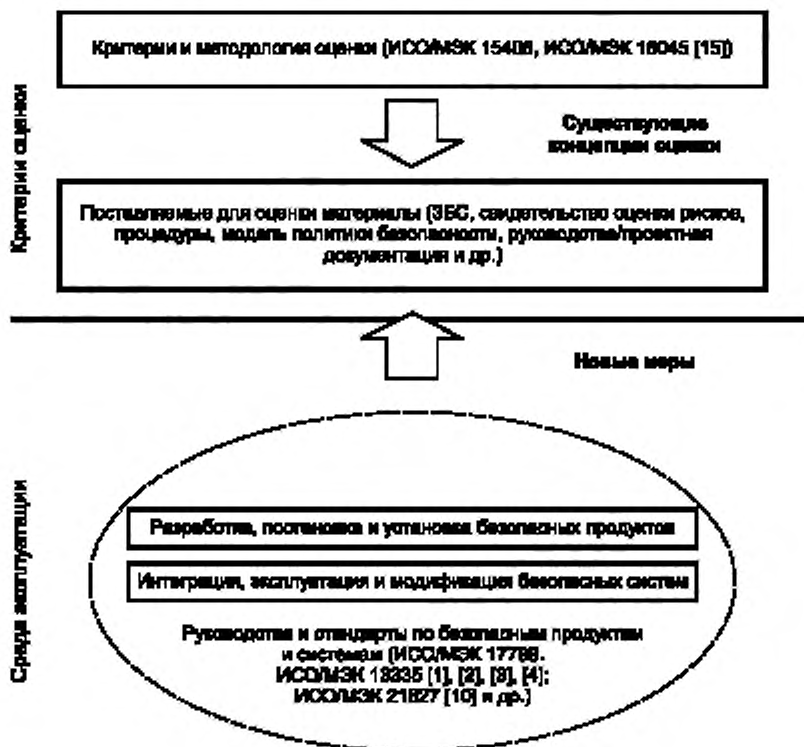 Критерии и методология оценки (ИСО/МЭК 15408, ИСО/МЭК 18045 [15])
Критерии оценки
Существующие
концепции оценки
Поставляемые для оценки материалы (ЗБС, свидетельство оценки рисков,
процедуры, модель политики безопасности, руководства/проектная
документация и др.)
Новые меры
Среда эксплуатации
Разработка, поставка и установка безопасных продуктов
Интеграция, эксплуатация и модификация безопасных систем
Руководства и стандарты по безопасным продуктам
и системам (ИСО/МЭК 17799.
ИСО/МЭК 13335 [1], [2], [3], [4];
ИСО/МЭК 21827 [10] и др.)